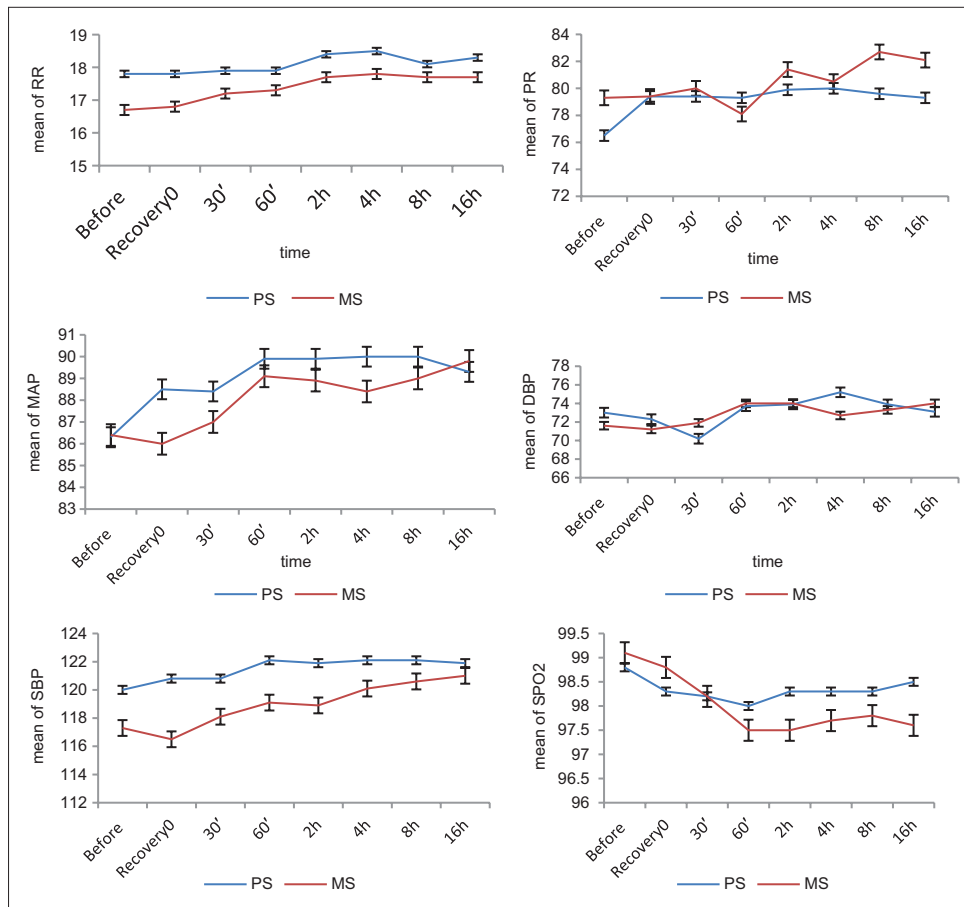 mean of RR
19
18
17
16
15
Before
Recovery0
30′
60′
2h
4h
8h
16h
time
PS
MS
mean of PR
84
82
80
78
76
74
72
Before
Recovery0
30′
60′
2h
4h
8h
16h
time
PS
MS
mean of MAP
91
90
89
88
87
86
85
84
83
Before
Recovery0
30′
60′
2h
4h
8h
16h
time
PS
MS
mean of DBP
78
76
74
72
70
68
66
Before
Recovery0
30′
60′
2h
4h
8h
16h
time
PS
MS
mean of SBP
124
122
120
118
116
114
112
Before
Recovery0
30′
60′
2h
4h
8h
16h
PS
MS
mean of SPO2
99.5
99
98.5
98
97.5
97
96.5
96
Before
Recovery0
30′
60′
2h
4h
8h
16h
PS
MS